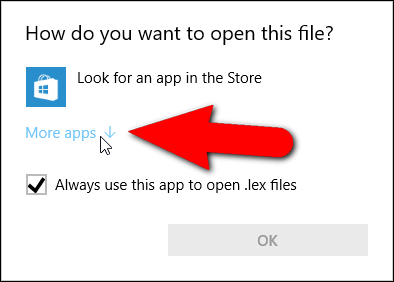 How do you want to open this file?
Look for an app in the Store
More apps ↓
Always use this app to open .lex files
OK